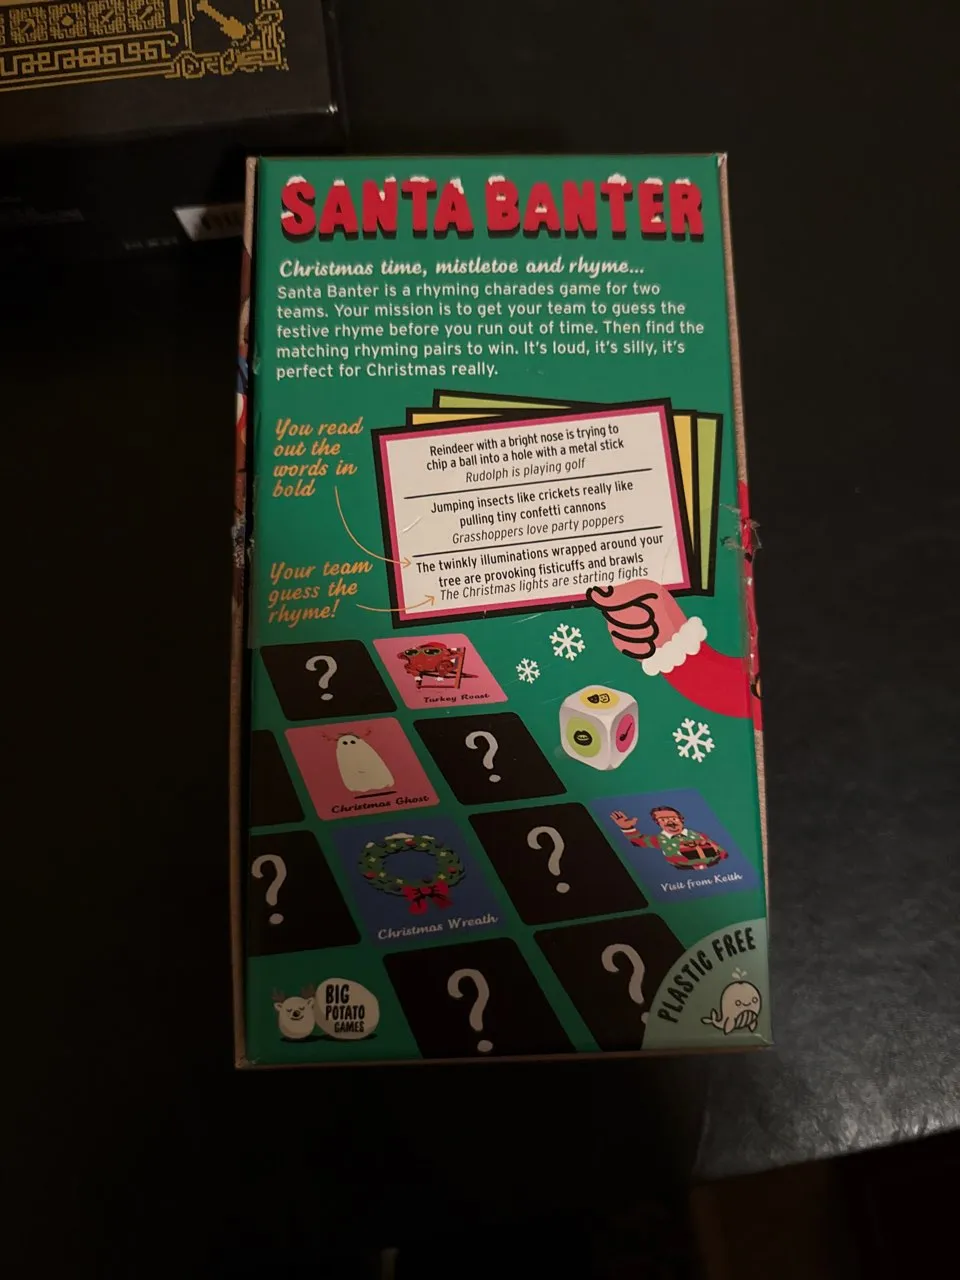 SANTA BANTER
Christmas time, mistletoe and rhyme...
Santa Banter is a rhyming charades game for two
teams. Your mission is to get your team to guess the
festive rhyme before you run out of time. Then find the
matching rhyming pairs to win. It's loud, it's silly, it's
perfect for Christmas really.
You read
out the
words in
bold
Reindeer with a bright nose is trying to
chip a ball into a hole with a metal stick
Rudolph is playing golf
Jumping insects like crickets really like
pulling tiny confetti cannons
Grasshoppers love party poppers
The twinkly illuminations wrapped around your
tree are provoking fisticuffs and brawls
The Christmas lights are starting fights
Your team
guess the
rhyme!
?
Turkey Roast
Christmas Ghost
?
?
Christmas Wreath
?
Visit from Keith
?
?
BIG
POTATO
GAMES
PLASTIC FREE